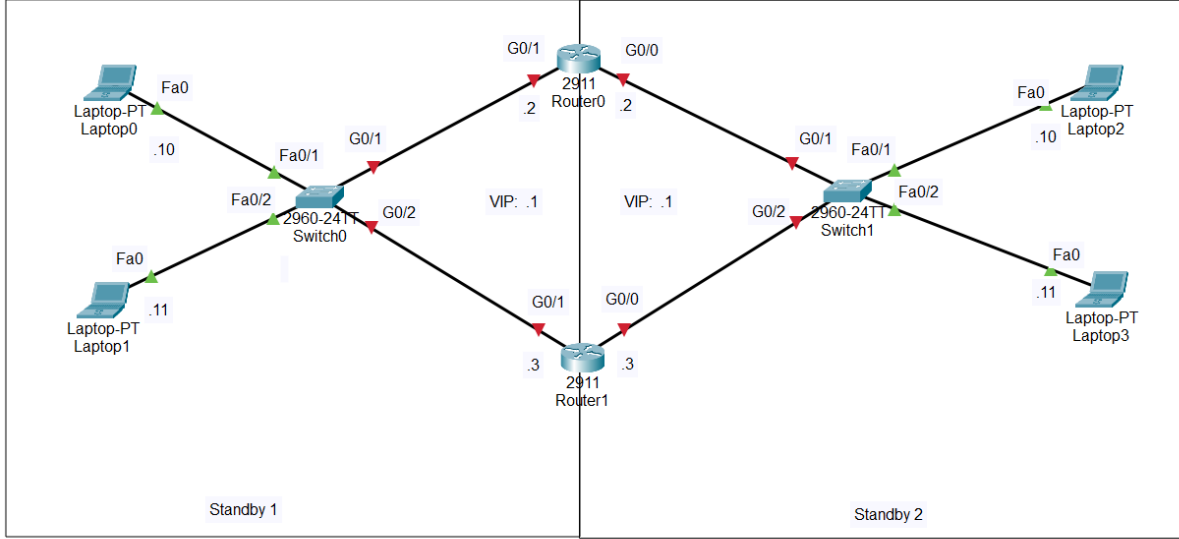 G0/1
G0/0
2911
Router0
.2
.2
Fa0
Laptop-PT
Laptop0
.10
Fa0/1
G0/1
G0/1
Fa0
Laptop-PT
Laptop2
.10
Fa0/1
Fa0/2
2960-24TT
Switch0
G0/2
VIP: .1
VIP: .1
G0/2
2960-24TT
Switch1
Fa0/2
Fa0
Laptop-PT
Laptop1
.11
G0/1
G0/0
.3
.3
2911
Router1
Fa0
.11
Laptop-PT
Laptop3
Standby 1
Standby 2